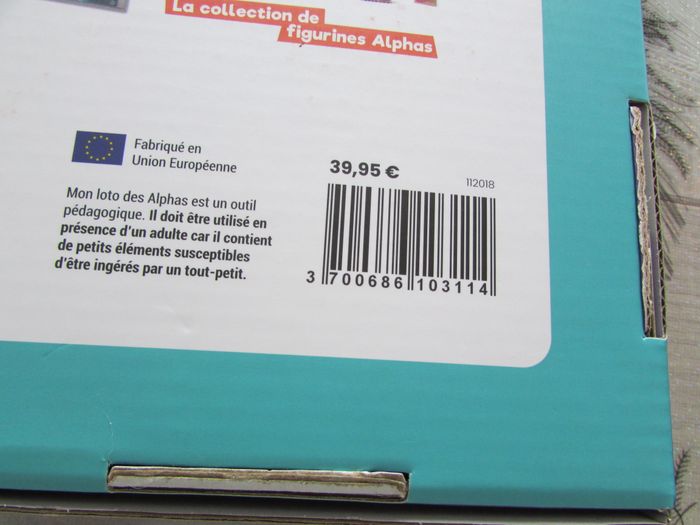 La collection de
figurines Alphas
Fabriqué en
Union Européenne
39,95 €
112018
Mon loto des Alphas est un outil
pédagogique. Il doit être utilisé en
présence d'un adulte car il contient
de petits éléments susceptibles
d'être ingérés par un tout-petit.
3 700686 103114